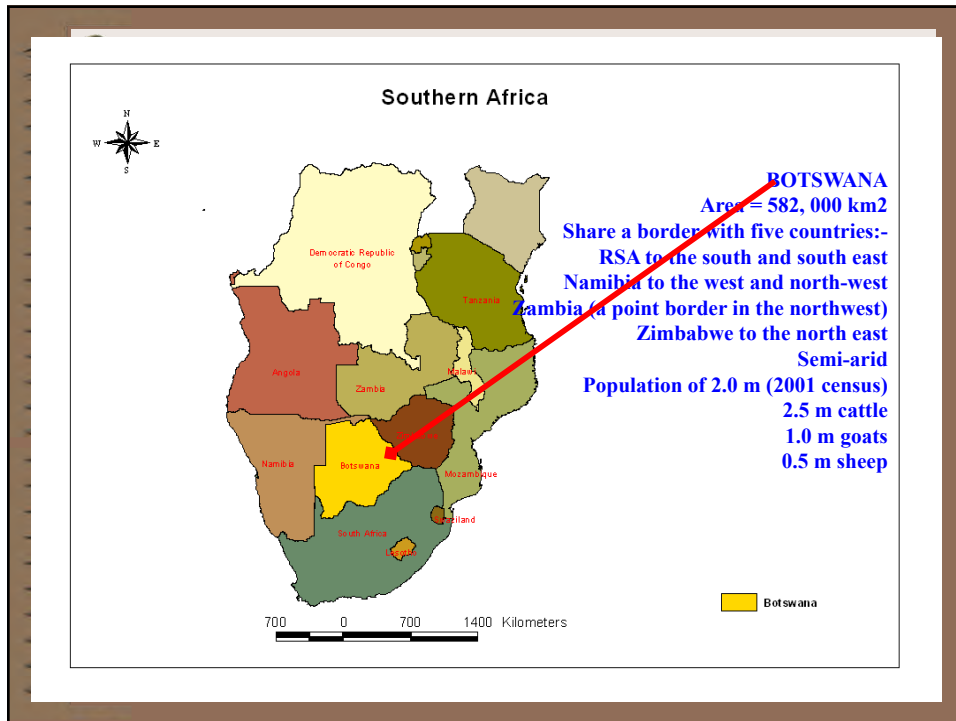 Southern Africa
N
W E
S
BOTSWANA
Area = 582, 000 km2
Share a border with five countries:-
RSA to the south and south east
Namibia to the west and north-west
Zambia (a point border in the northwest)
Zimbabwe to the north east
Semi-arid
Population of 2.0 m (2001 census)
2.5 m cattle
1.0 m goats
0.5 m sheep
Democratic Republic
of Congo
Tanzania
Angola
Malawi
Zambia
Namibia
Botswana
Mozambique
Swaziland
South Africa
Lesotho
Botswana
700 0 700 1400 Kilometers